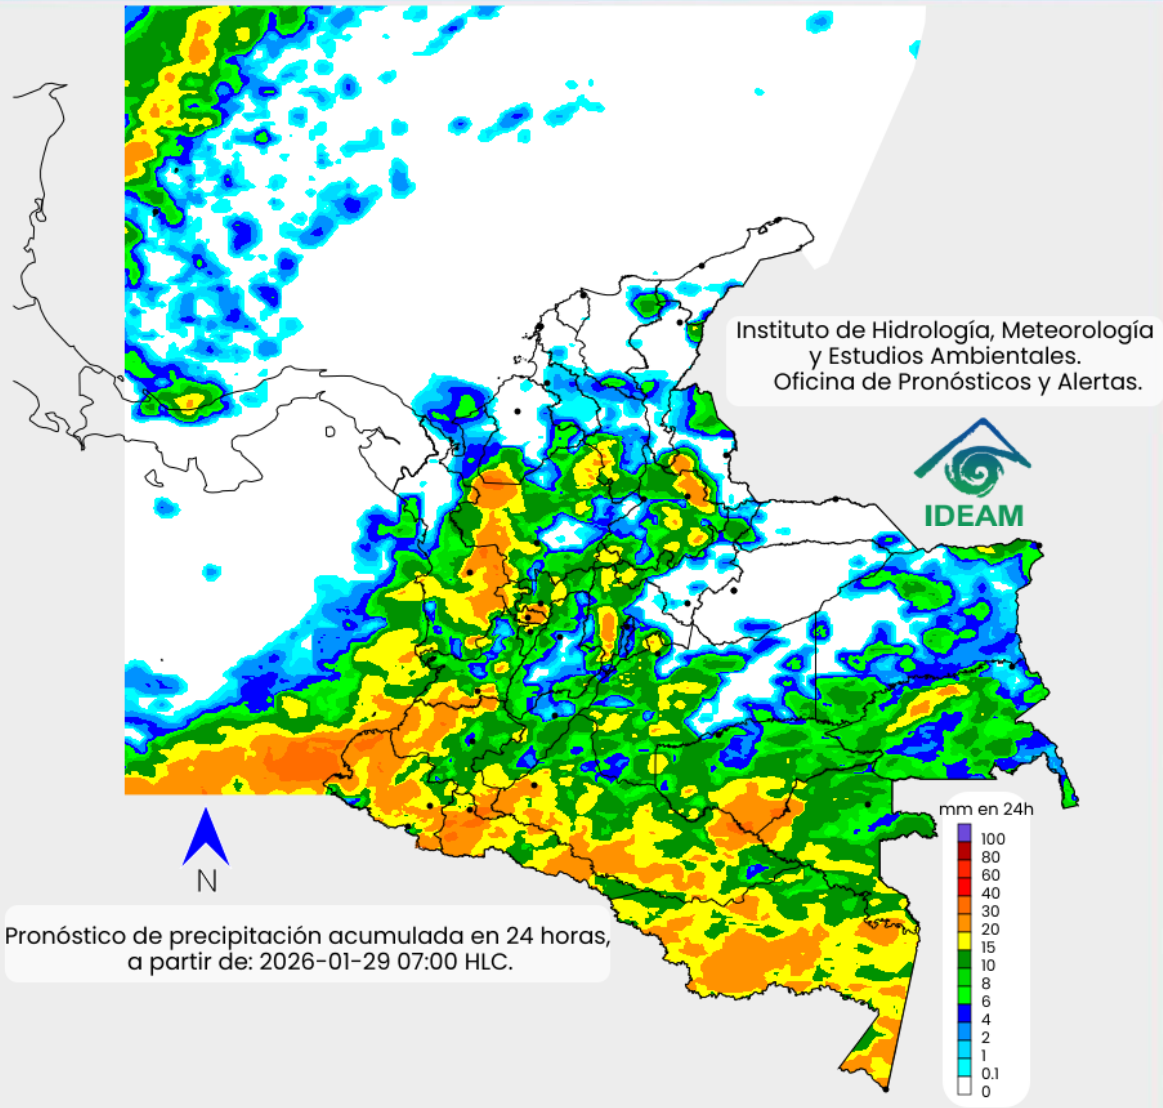 Instituto de Hidrología, Meteorología
y Estudios Ambientales.
Oficina de Pronósticos y Alertas.
IDEAM
mm en 24h
100
80
60
40
30
20
15
10
8
6
4
2
1
0.1
0
N
Pronóstico de precipitación acumulada en 24 horas,
a partir de: 2026-01-29 07:00 HLC.